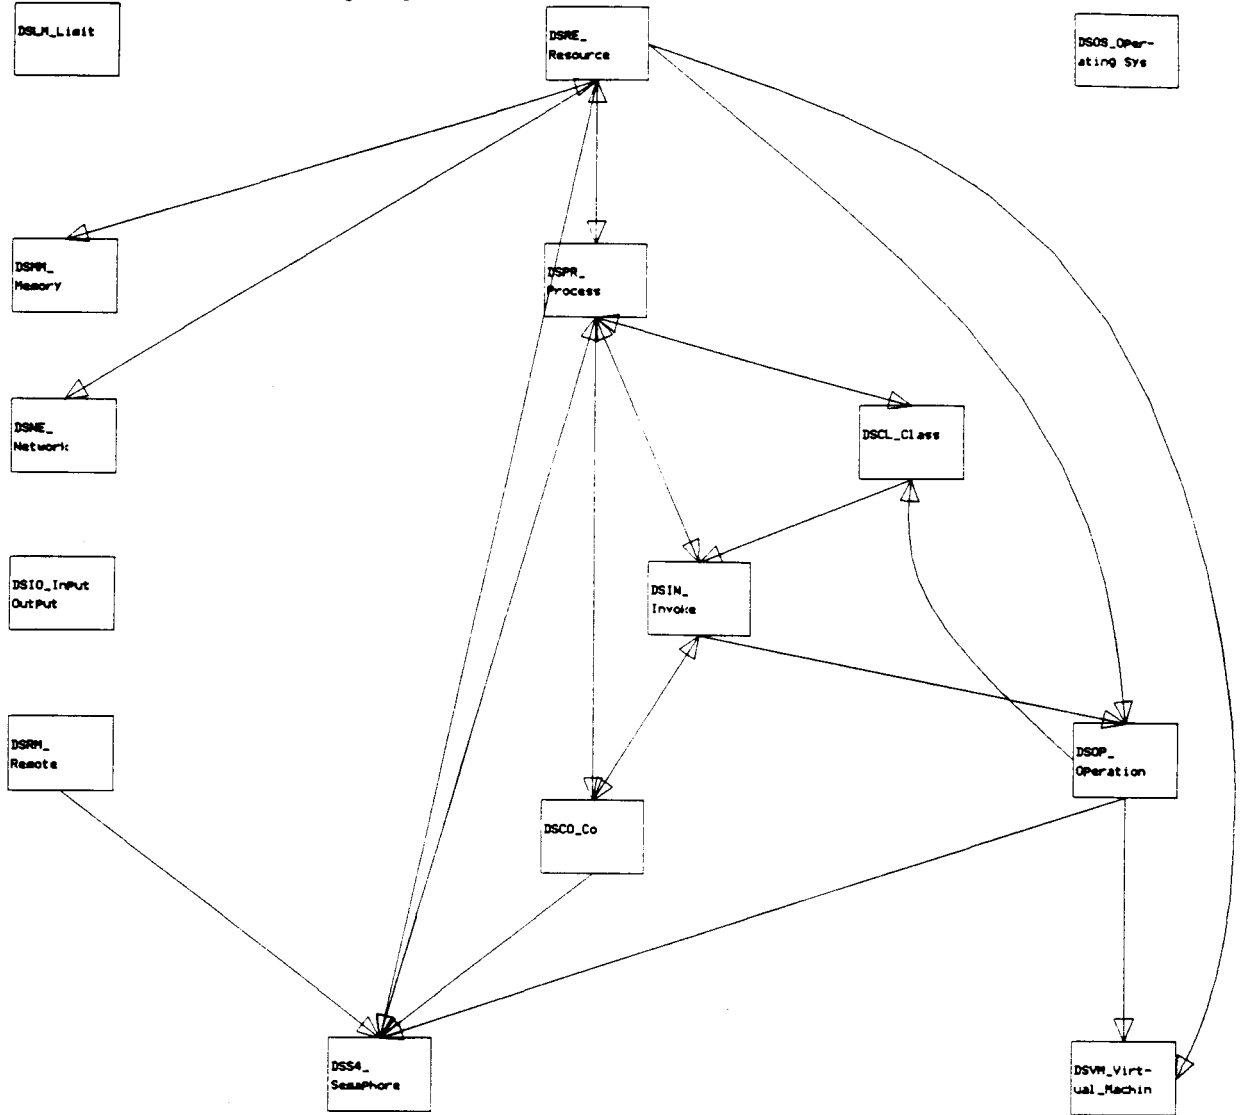 DSLM_Limit
DSRE_
Resource
DSOS_Oper-
ating Sys
DSMM_
Memory
DSPR_
Process
DSNE_
Network
DSCL_Class
DSIO_Input
Output
DSIN_
Invoke
DSRM_
Remote
DSOP_
Operation
DSCO_Co
DSS4_
Semaphore
DSVM_Virt-
ual_Machin